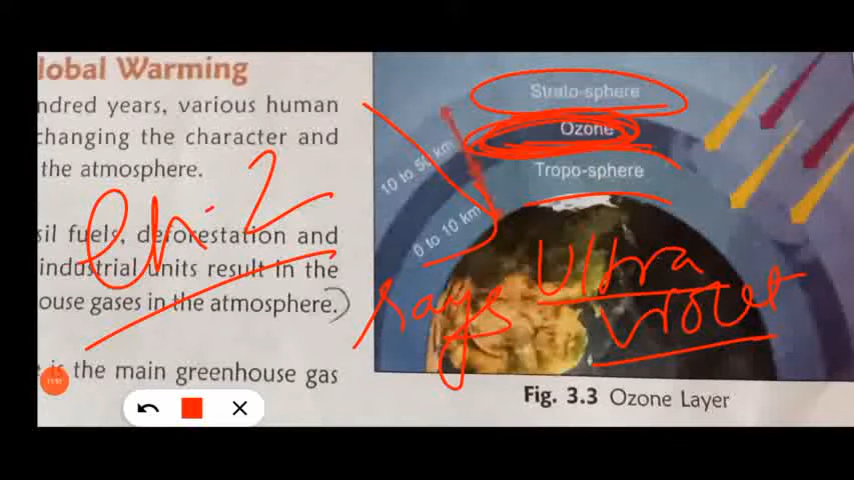 lobal Warming
ndred years, various human
changing the character and
the atmosphere.
sil fuels, deforestation and
industrial units result in the
ouse gases in the atmosphere.)
is the main greenhouse gas
ch. 2
Strato-sphere
Ozone
Tropo-sphere
10 to 50 km
0 to 10 km
rays Ultra
violet
Fig. 3.3 Ozone Layer